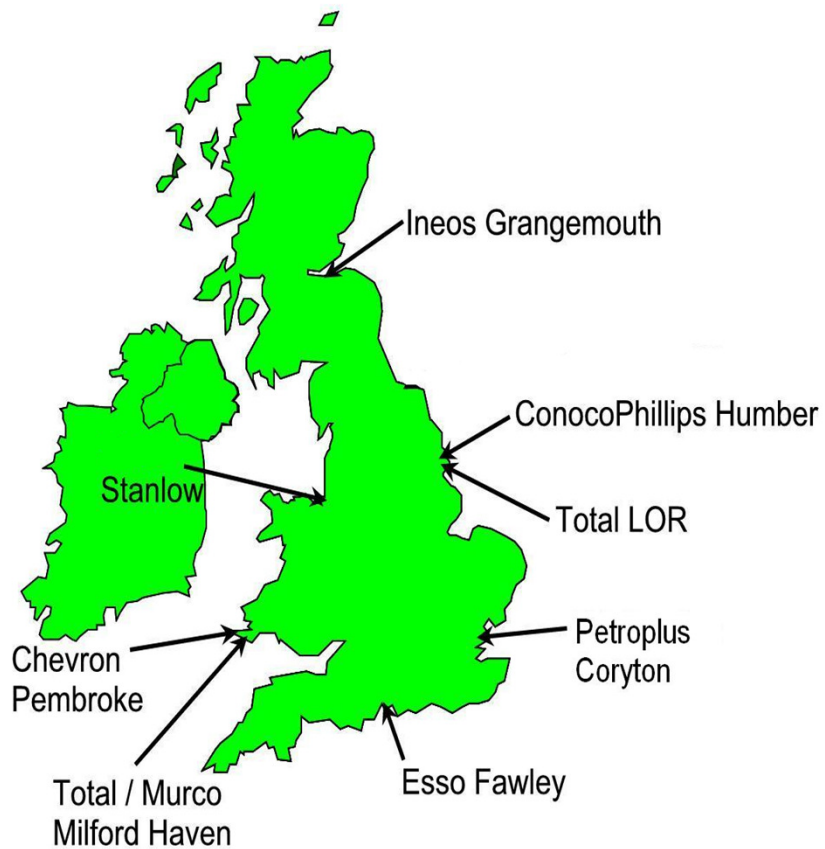 Ineos Grangemouth
ConocoPhillips Humber
Stanlow
Total LOR
Petroplus
Coryton
Chevron
Pembroke
Esso Fawley
Total / Murco
Milford Haven